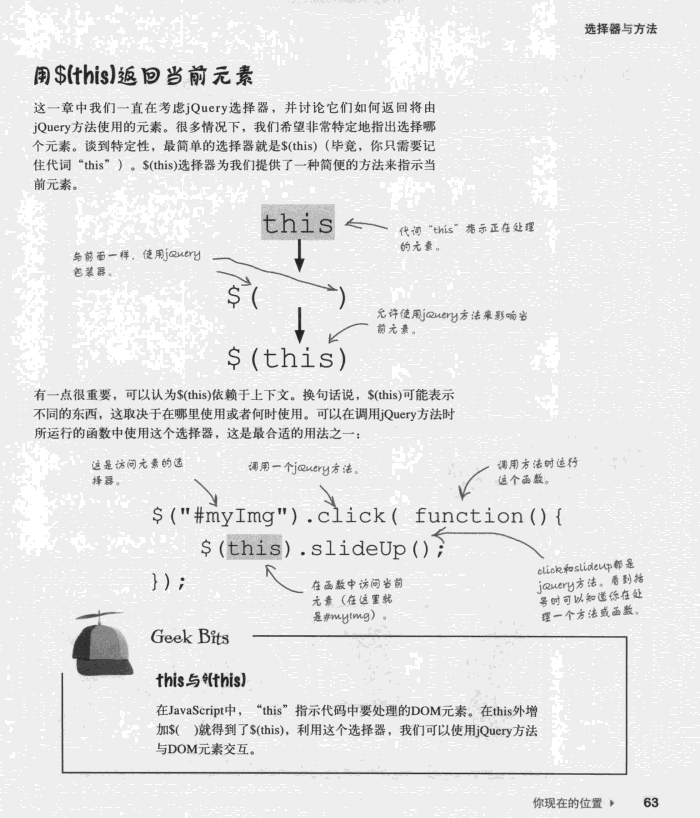 选择器与方法
用$(this)返回当前元素
这一章中我们一直在考虑jQuery选择器，并讨论它们如何返回将由
jQuery方法使用的元素。很多情况下，我们希望非常特定地指出选择哪
个元素。谈到特定性，最简单的选择器就是$(this)（毕竟，你只需要记
住代词“this”）。$(this)选择器为我们提供了一种简便的方法来指示当
前元素。
this
代词“this”指示正在处理
的元素。
与前面一样，使用jQuery
包装器。
$( )
允许使用jQuery方法来影响当
前元素。
$(this)
有一点很重要，可以认为$(this)依赖于上下文。换句话说，$(this)可能表示
不同的东西，这取决于在哪里使用或者何时使用。可以在调用jQuery方法时
所运行的函数中使用这个选择器，这是最合适的用法之一：
这是访问元素的选
择器。
调用一个jQuery方法。
调用方法时运行
这个函数。
$("#myImg").click( function(){
$(this).slideUp();
});
在函数中访问当前
元素（在这里就
是#myImg）。
click和slideup都是
jQuery方法。看到括
号时可以知道你在处
理一个方法或函数。
Geek Bits
this与$(this)
在JavaScript中，“this”指示代码中要处理的DOM元素。在this外增
加$( )就得到了$(this)，利用这个选择器，我们可以使用jQuery方法
与DOM元素交互。
你现在的位置 ▸ 63